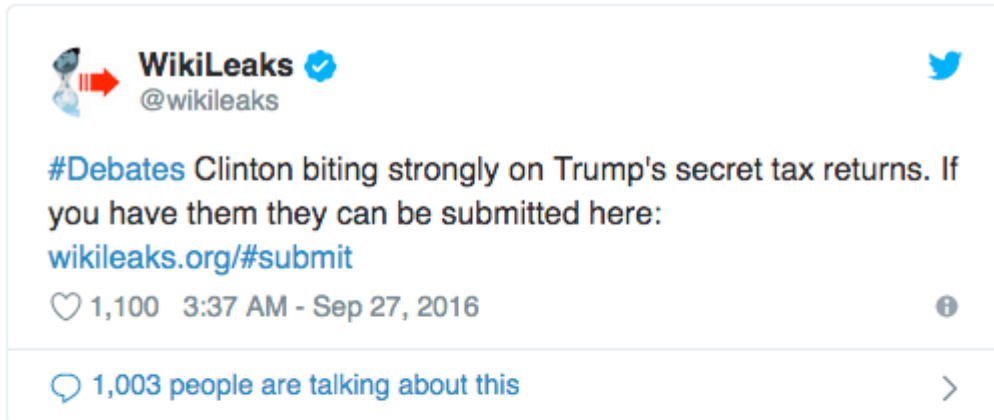 WikiLeaks
@wikileaks
#Debates Clinton biting strongly on Trump's secret tax returns. If
you have them they can be submitted here:
wikileaks.org/#submit
1,100 3:37 AM - Sep 27, 2016
1,003 people are talking about this